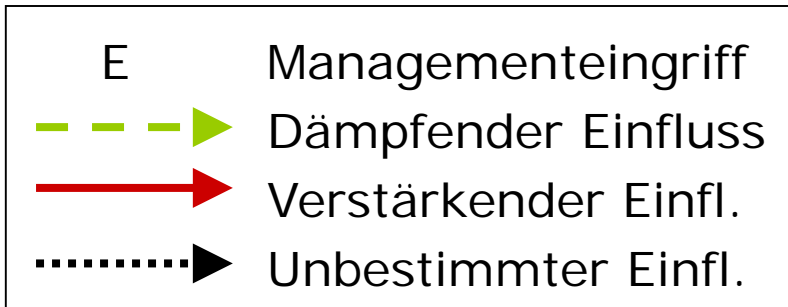 E Managementeingriff
Dämpfender Einfluss
Verstärkender Einfl.
Unbestimmter Einfl.